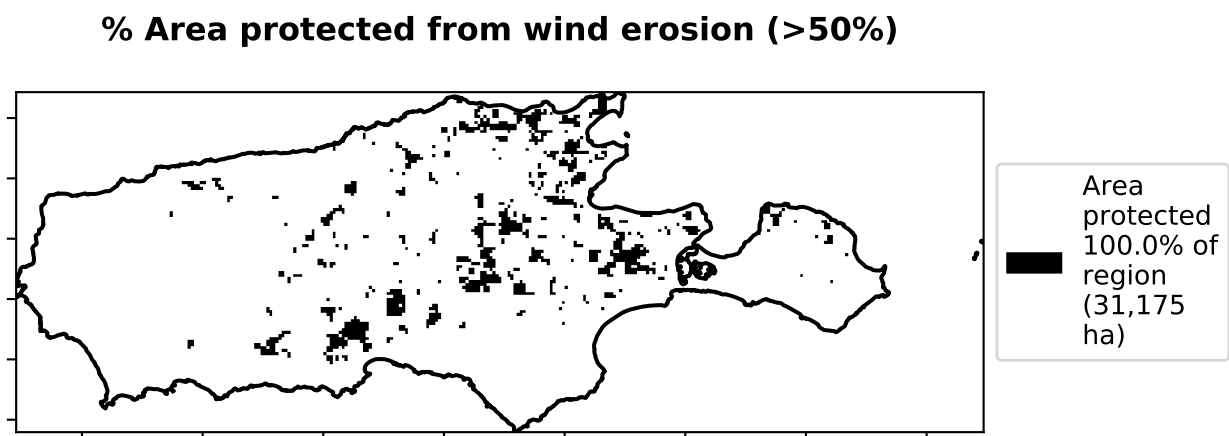 % Area protected from wind erosion (>50%)
Area
protected
100.0% of
region
(31,175
ha)